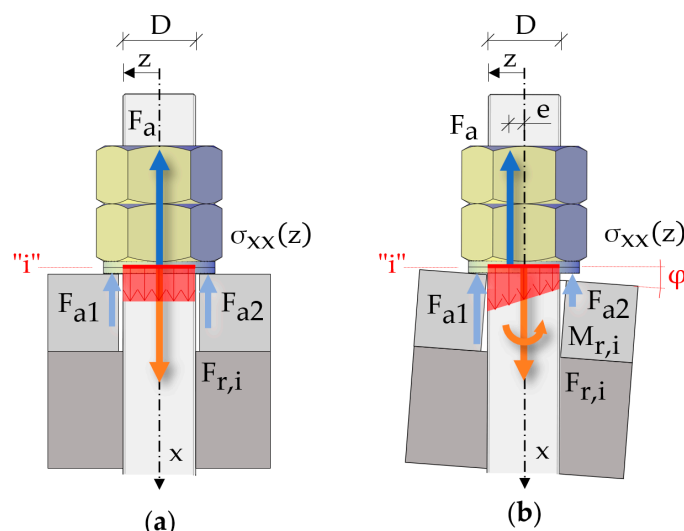 D
z
Fa
σxx(z)
"i"
Fa1
Fa2
Fr,i
x
(a)
D
z
e
Fa
σxx(z)
"i"
φ
Fa1
Fa2
Mr,i
Fr,i
x
(b)